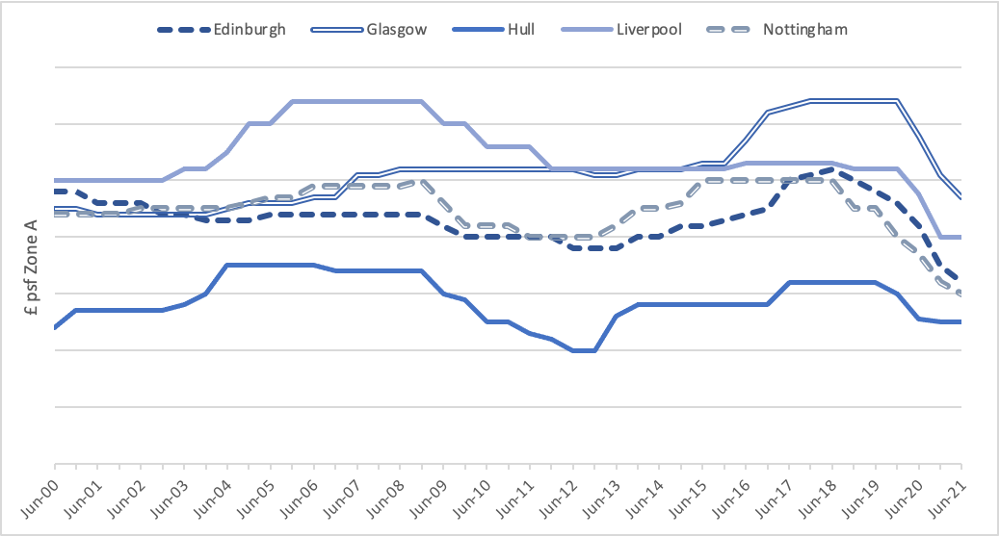 Edinburgh Glasgow Hull Liverpool Nottingham
£ psf Zone A
Jun-00 Jun-01 Jun-02 Jun-03 Jun-04 Jun-05 Jun-06 Jun-07 Jun-08 Jun-09 Jun-10 Jun-11 Jun-12 Jun-13 Jun-14 Jun-15 Jun-16 Jun-17 Jun-18 Jun-19 Jun-20 Jun-21